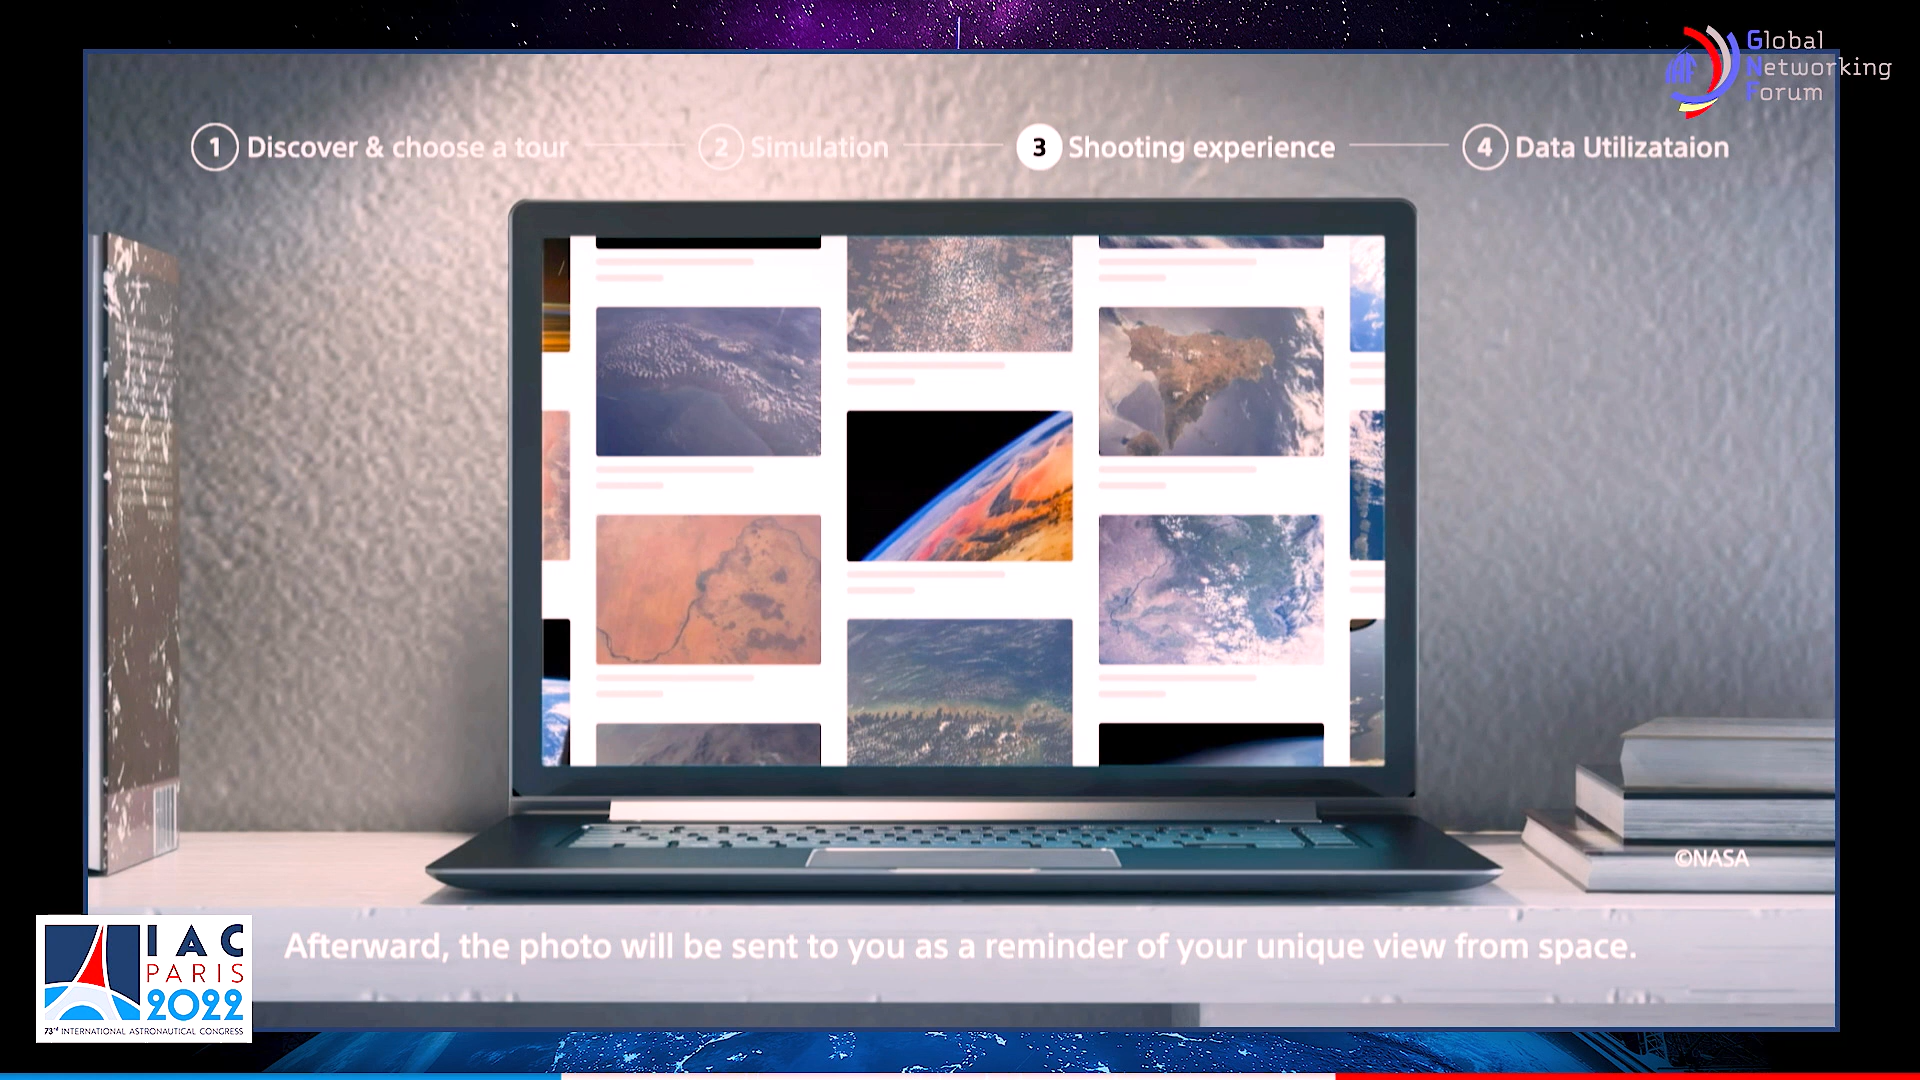 Global
Networking
Forum
1 Discover & choose a tour
2 Simulation
3 Shooting experience
4 Data Utilizataion
©NASA
Afterward, the photo will be sent to you as a reminder of your unique view from space.
IAC
PARIS
2022
73rd INTERNATIONAL ASTRONAUTICAL CONGRESS